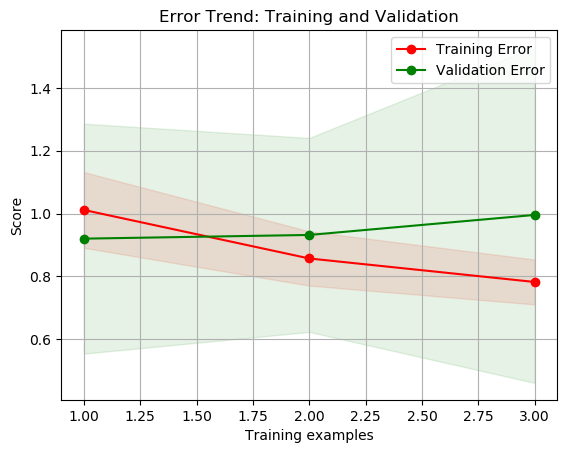 Error Trend: Training and Validation
Training Error
Validation Error
Score
1.4
1.2
1.0
0.8
0.6
1.00 1.25 1.50 1.75 2.00 2.25 2.50 2.75 3.00
Training examples